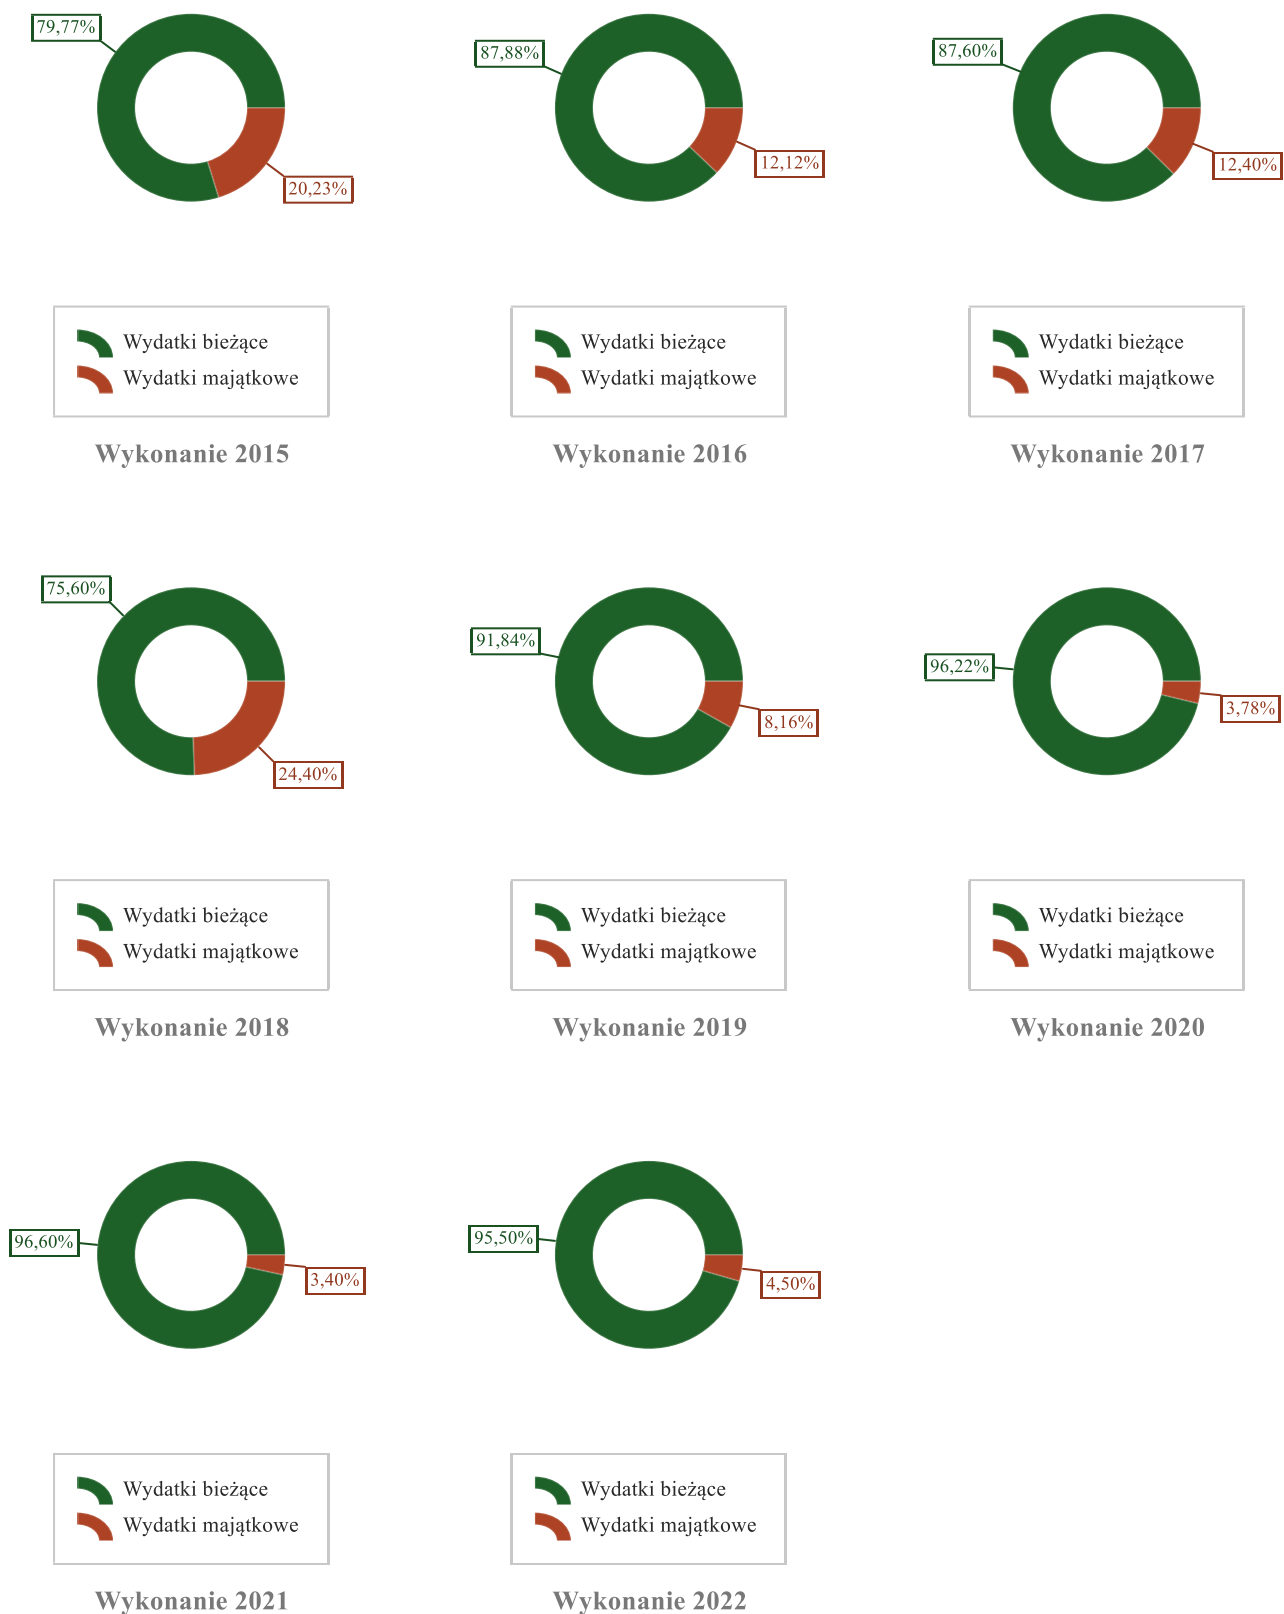 79,77%
20,23%
Wydatki bieżące
Wydatki majątkowe
Wykonanie 2015
87,88%
12,12%
Wydatki bieżące
Wydatki majątkowe
Wykonanie 2016
87,60%
12,40%
Wydatki bieżące
Wydatki majątkowe
Wykonanie 2017
75,60%
24,40%
Wydatki bieżące
Wydatki majątkowe
Wykonanie 2018
91,84%
8,16%
Wydatki bieżące
Wydatki majątkowe
Wykonanie 2019
96,22%
3,78%
Wydatki bieżące
Wydatki majątkowe
Wykonanie 2020
96,60%
3,40%
Wydatki bieżące
Wydatki majątkowe
Wykonanie 2021
95,50%
4,50%
Wydatki bieżące
Wydatki majątkowe
Wykonanie 2022